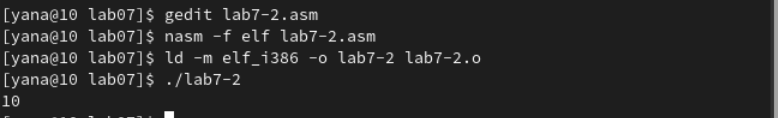 [yana@10 lab07]$ gedit lab7-2.asm
[yana@10 lab07]$ nasm -f elf lab7-2.asm
[yana@10 lab07]$ ld -m elf_i386 -o lab7-2 lab7-2.o
[yana@10 lab07]$ ./lab7-2
10